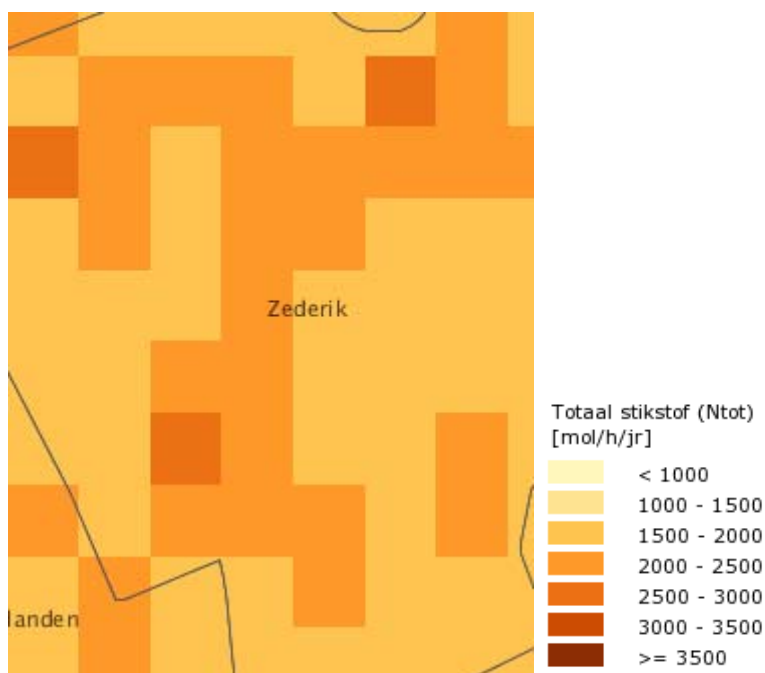 Zederik
landen
Totaal stikstof (Ntot)
[mol/h/jr]
< 1000
1000 - 1500
1500 - 2000
2000 - 2500
2500 - 3000
3000 - 3500
>= 3500